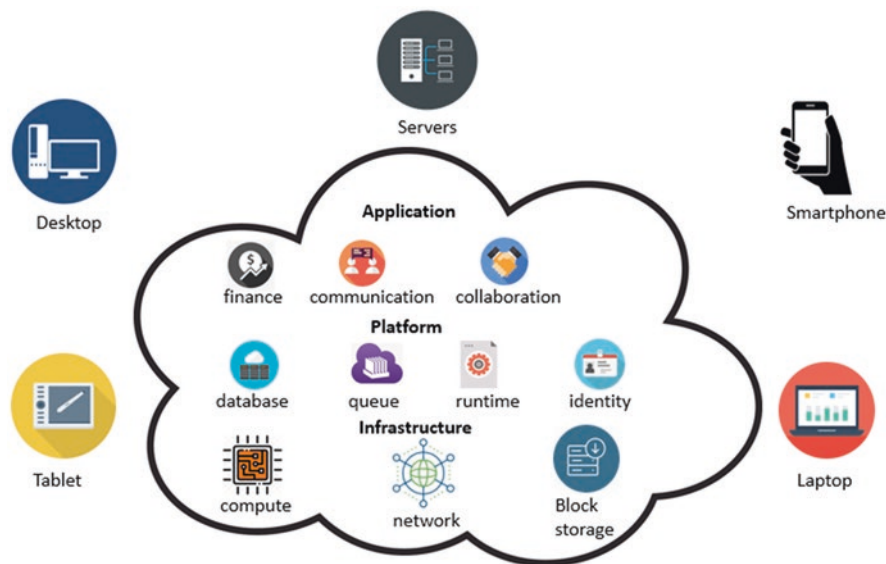 Servers
Desktop
Smartphone
Application
finance
communication
collaboration
Platform
database
queue
runtime
identity
Infrastructure
Tablet
compute
network
Block
storage
Laptop